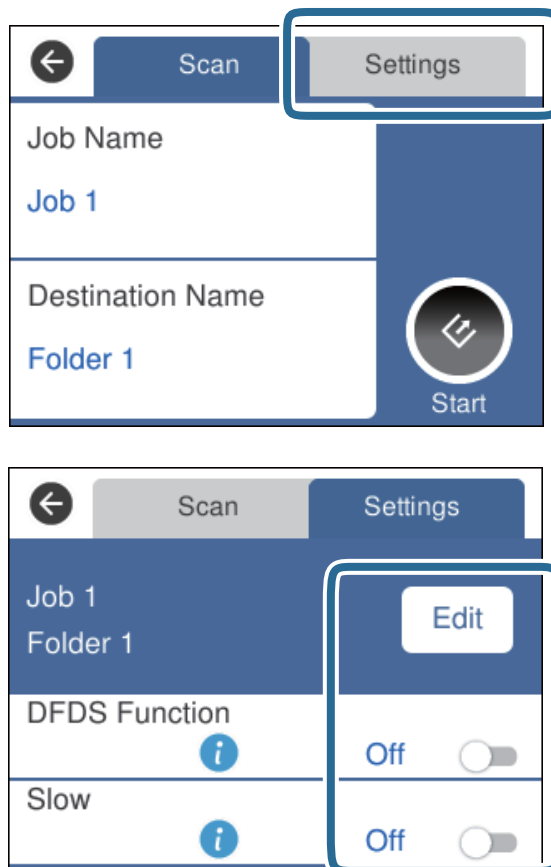 Scan Settings
Job Name
Job 1
Destination Name
Folder 1
Start
Scan Settings
Job 1
Edit
Folder 1
DFDS Function
i Off
Slow
i Off